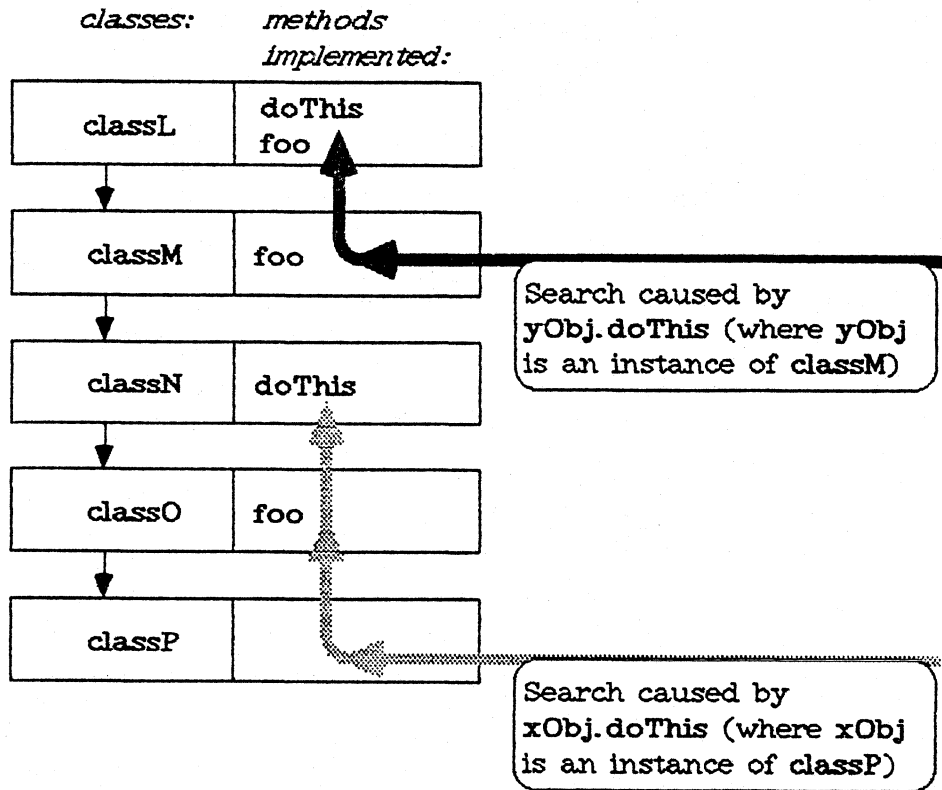 classes: methods
implemented:
classL doThis
foo
classM foo
Search caused by
yObj.doThis (where yObj
is an instance of classM)
classN doThis
classO foo
classP
Search caused by
xObj.doThis (where xObj
is an instance of classP)